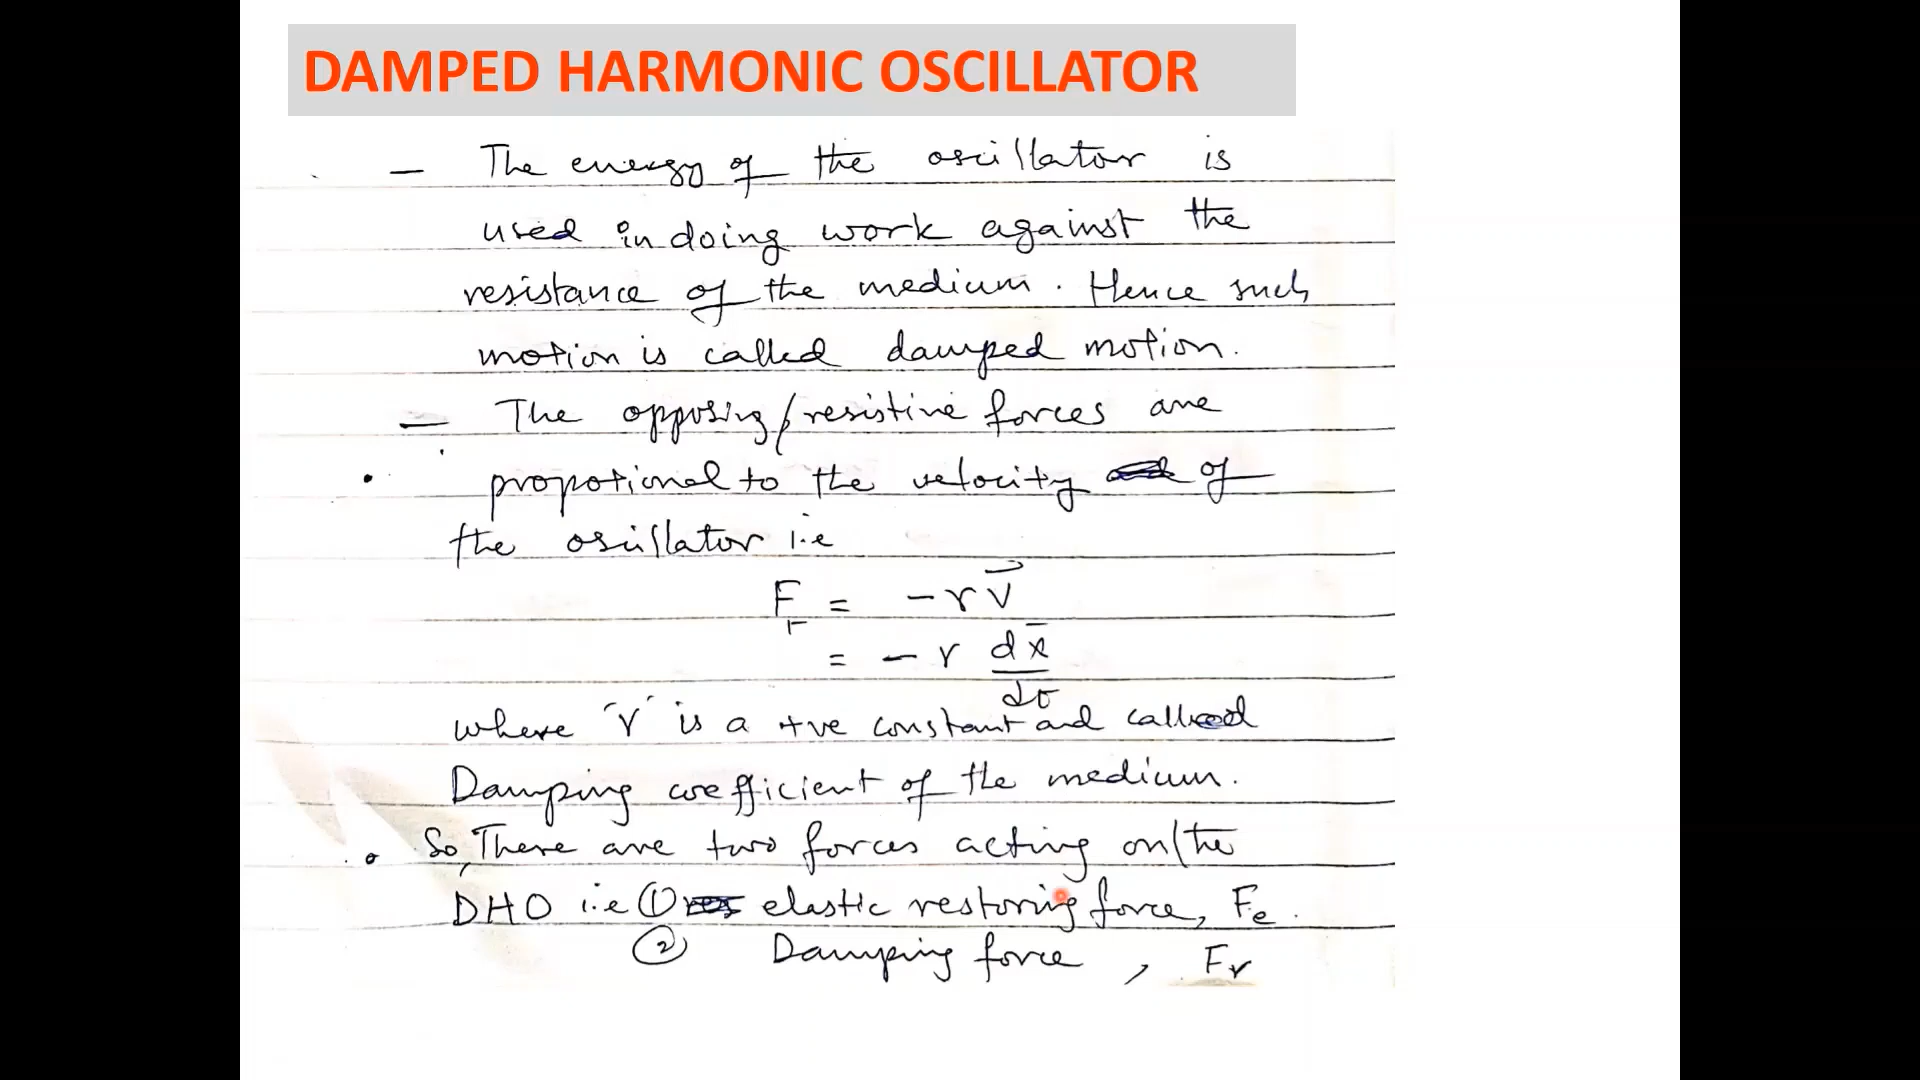 DAMPED HARMONIC OSCILLATOR
— The energy of the oscillator is
used in doing work against the
resistance of the medium. Hence such
motion is called damped motion.
— The opposing/resistive forces are
propotional to the velocity of
the oscillator i.e
F_r = -r v⃗
= - r dx̄/dt
where 'r' is a +ve constant and called
Damping coefficient of the medium.
• So, There are two forces acting on the
DHO i.e ① elastic restoring force, Fe.
② Damping force, Fr